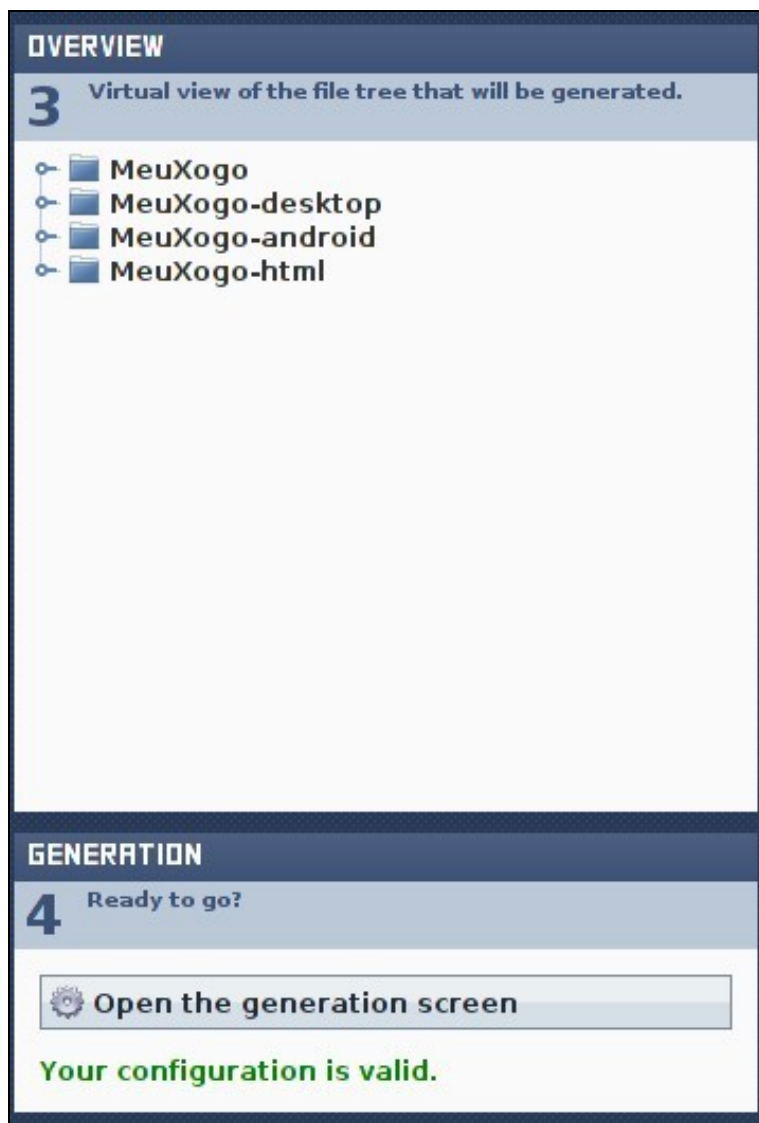 OVERVIEW
3 Virtual view of the file tree that will be generated.
MeuXogo
MeuXogo-desktop
MeuXogo-android
MeuXogo-html
GENERATION
4 Ready to go?
Open the generation screen
Your configuration is valid.